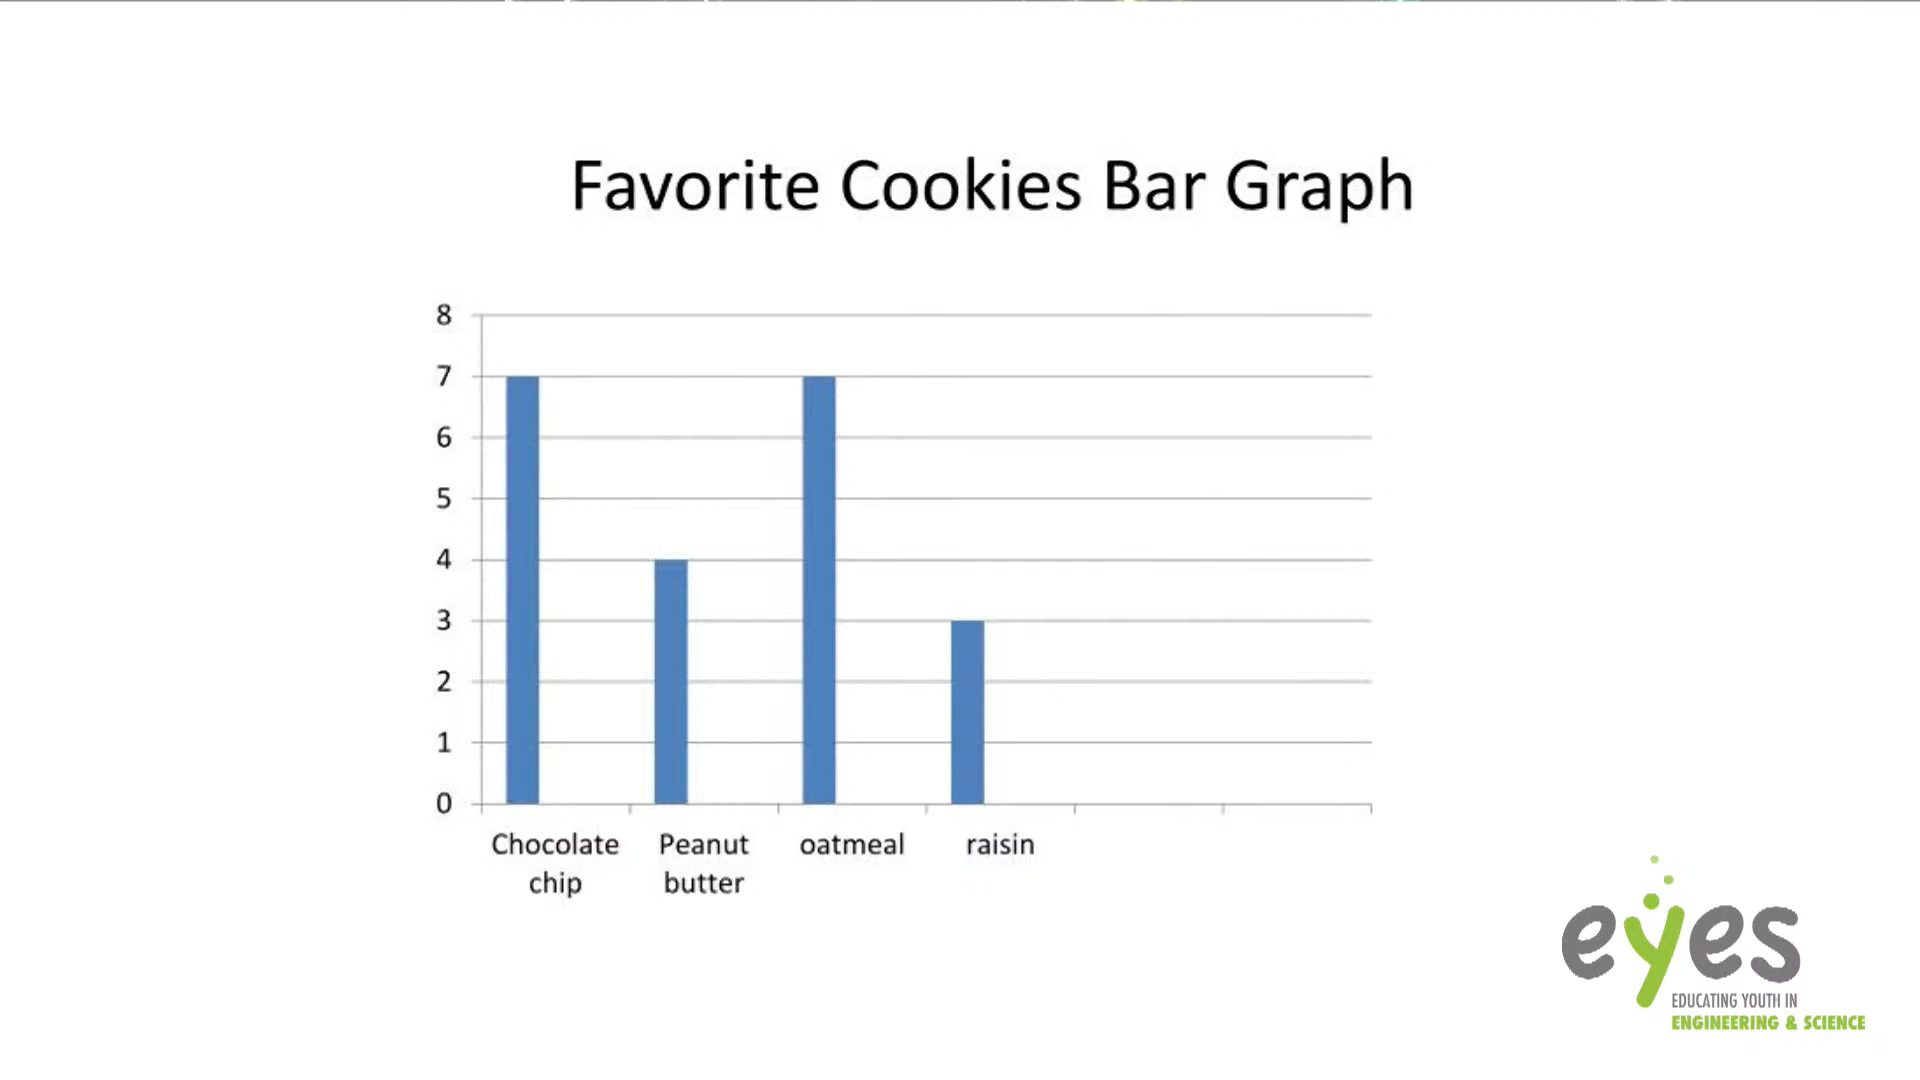 Favorite Cookies Bar Graph
8
7
6
5
4
3
2
1
0
Chocolate chip
Peanut butter
oatmeal
raisin
eyes
EDUCATING YOUTH IN
ENGINEERING & SCIENCE